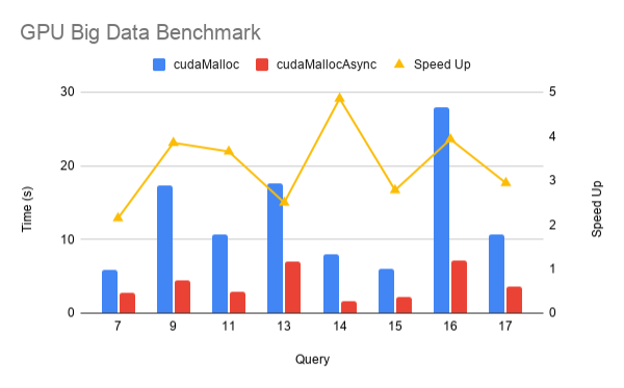 GPU Big Data Benchmark
cudaMalloc cudaMallocAsync Speed Up
30 5
4
20
3
2
10
1
0 0
Time (s)
Speed Up
7 9 11 13 14 15 16 17
Query